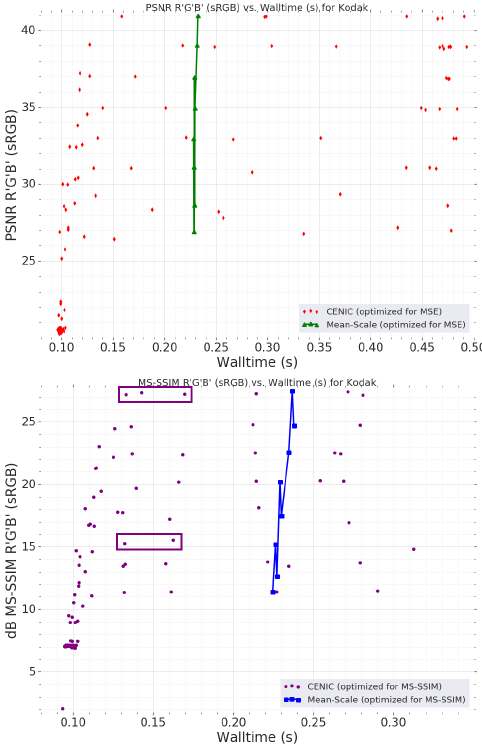 PSNR R'G'B' (sRGB) vs. Walltime (s) for Kodak
40
35
30
25
PSNR R'G'B' (sRGB)
CENIC (optimized for MSE)
Mean-Scale (optimized for MSE)
0.10 0.15 0.20 0.25 0.30 0.35 0.40 0.45 0.50
Walltime (s)
MS-SSIM R'G'B' (sRGB) vs. Walltime (s) for Kodak
25
20
15
10
5
dB MS-SSIM R'G'B' (sRGB)
CENIC (optimized for MS-SSIM)
Mean-Scale (optimized for MS-SSIM)
0.10 0.15 0.20 0.25 0.30
Walltime (s)